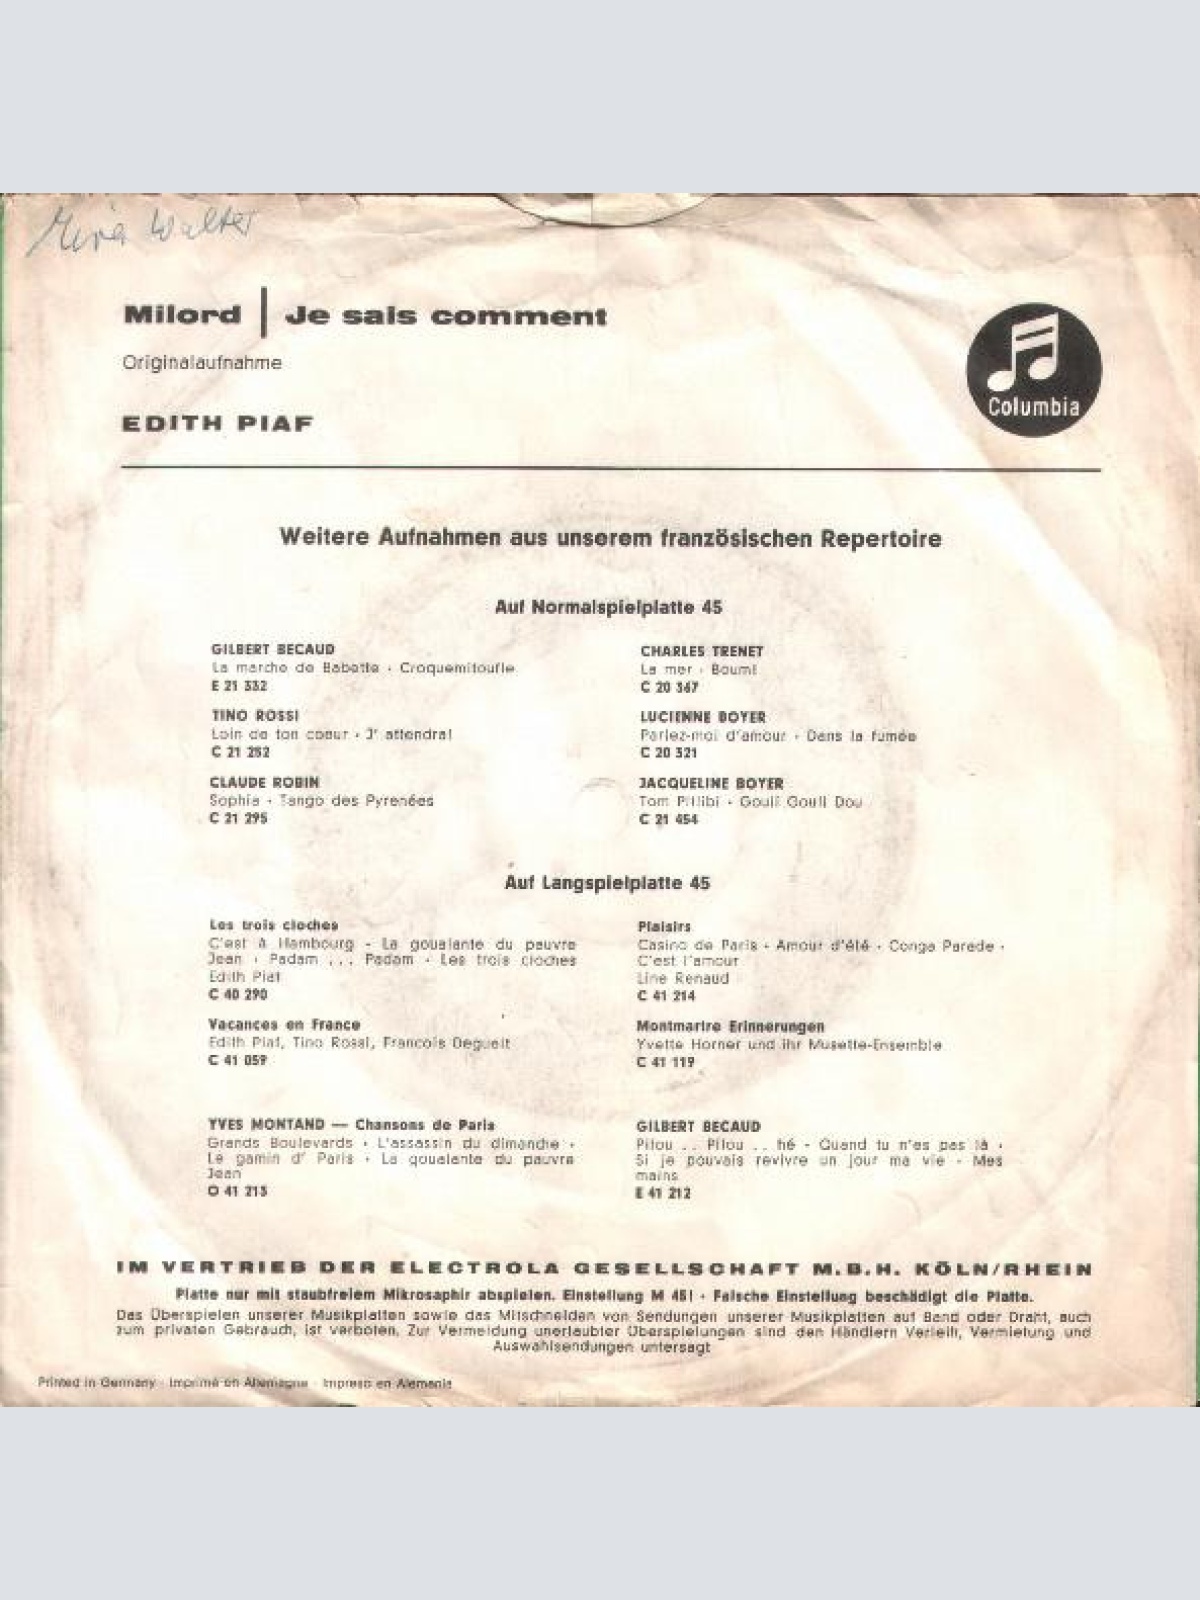 Walter
Milord | Je sais comment
Originalaufnahme
EDITH PIAF
Columbia
Weitere Aufnahmen aus unserem französischen Repertoire
Auf Normalspielplatte 45
GILBERT BECAUD
La marche de Babette · Croquemitoufle
E 21 332
TINO ROSSI
Loin de ton coeur · J' attendrai
C 21 252
CLAUDE ROBIN
Sophie · Tango des Pyrenées
C 21 295
CHARLES TRENET
La mer · Boum!
C 20 367
LUCIENNE BOYER
Parlez-moi d'amour · Dans la fumée
C 20 321
JACQUELINE BOYER
Tom Pillibi · Gouli Gouli Dou
C 21 454
Auf Langspielplatte 45
Les trois cloches
C'est à Hambourg - La goualante du pauvre
Jean · Padam ... Padam · Les trois cloches
Edith Piaf
C 40 290
Vacances en France
Edith Piaf, Tino Rossi, Francois Deguelt
C 41 059
YVES MONTAND — Chansons de Paris
Grands Boulevards · L'assassin du dimanche ·
Le gamin d' Paris · La goualante du pauvre
Jean
O 41 213
Plaisirs
Casino de Paris · Amour d'été · Conga Parade ·
C'est l'amour
Line Renaud
C 41 214
Montmartre Erinnerungen
Yvette Horner und ihr Musette-Ensemble
C 41 119
GILBERT BECAUD
Pilou .. Pilou .. hé - Quand tu n'es pas là ·
Si je pouvais revivre un jour ma vie - Mes
mains
E 41 212
IM VERTRIEB DER ELECTROLA GESELLSCHAFT M.B.H. KÖLN/RHEIN
Platte nur mit staubfreiem Mikrosaphir abspielen. Einstellung M 45! · Falsche Einstellung beschädigt die Platte.
Das Überspielen unserer Musikplatten sowie das Mitschneiden von Sendungen unserer Musikplatten auf Band oder Draht, auch
zum privaten Gebrauch, ist verboten. Zur Vermeidung unerlaubter Überspielungen sind den Händlern Verleih, Vermietung und
Auswahlsendungen untersagt
Printed in Germany · Imprimé en Allemagne · Impreso en Alemania